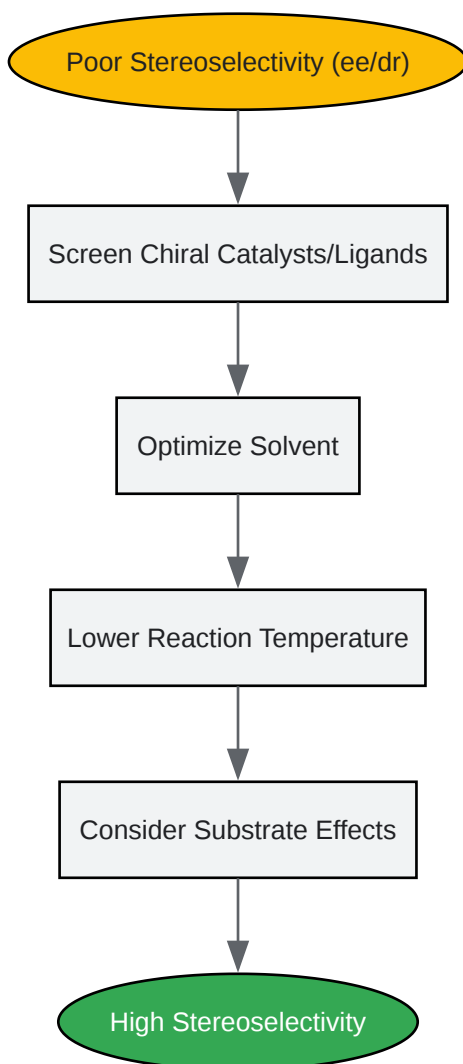 Poor Stereoselectivity (ee/dr)
Screen Chiral Catalysts/Ligands
Optimize Solvent
Lower Reaction Temperature
Consider Substrate Effects
High Stereoselectivity